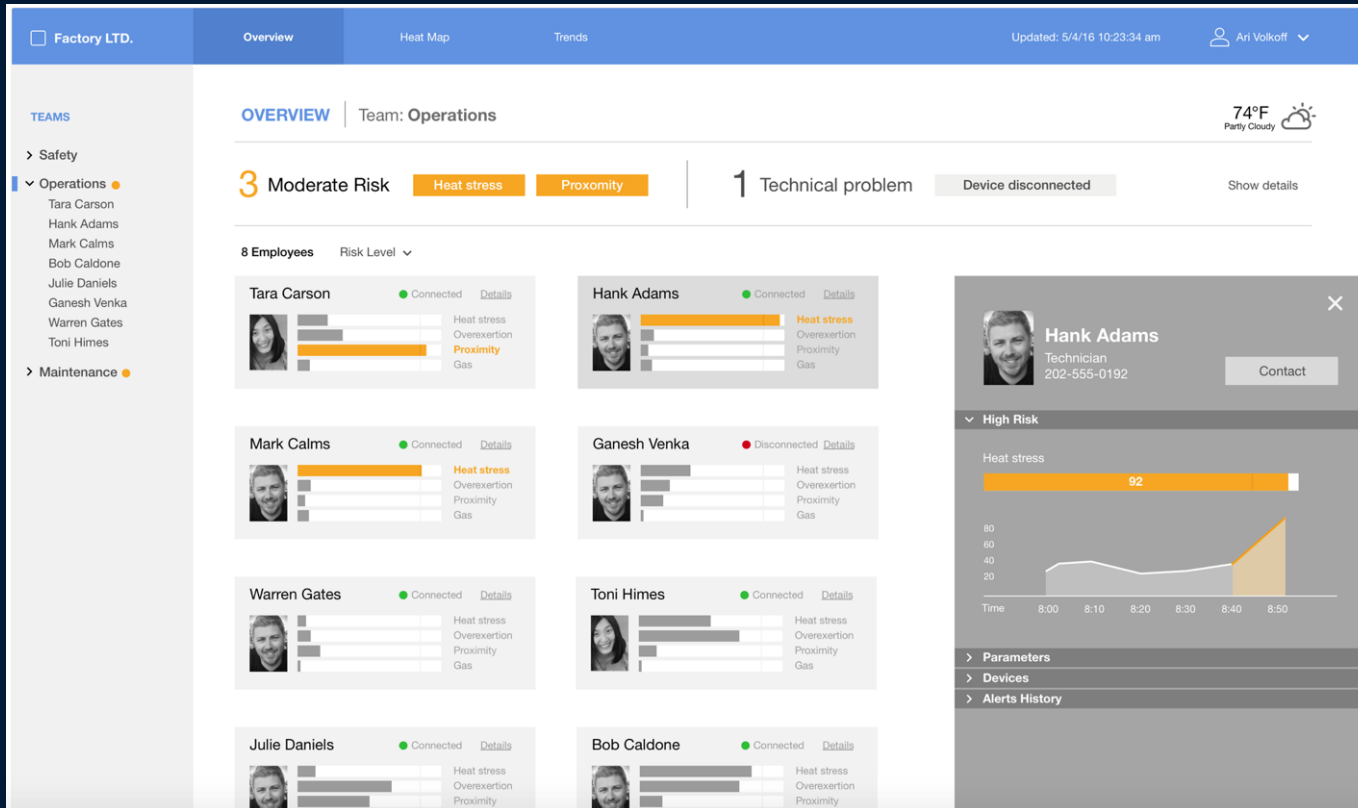 Factory LTD.
Overview
Heat Map
Trends
Updated: 5/4/16 10:23:34 am
Ari Volkoff
TEAMS
Safety
Operations
Tara Carson
Hank Adams
Mark Calms
Bob Caldone
Julie Daniels
Ganesh Venka
Warren Gates
Toni Himes
Maintenance
OVERVIEW
Team: Operations
74°F
Partly Cloudy
3 Moderate Risk
Heat stress
Proxomity
1 Technical problem
Device disconnected
Show details
8 Employees
Risk Level
Tara Carson
Connected
Details
Heat stress
Overexertion
Proximity
Gas
Hank Adams
Connected
Details
Heat stress
Overexertion
Proximity
Gas
Mark Calms
Connected
Details
Heat stress
Overexertion
Proximity
Gas
Ganesh Venka
Disconnected
Details
Heat stress
Overexertion
Proximity
Gas
Warren Gates
Connected
Details
Heat stress
Overexertion
Proximity
Gas
Toni Himes
Connected
Details
Heat stress
Overexertion
Proximity
Gas
Julie Daniels
Connected
Details
Heat stress
Overexertion
Proximity
Bob Caldone
Connected
Details
Heat stress
Overexertion
Proximity
Hank Adams
Technician
202-555-0192
Contact
High Risk
Heat stress
92
80
60
40
20
Time 8:00 8:10 8:20 8:30 8:40 8:50
Parameters
Devices
Alerts History